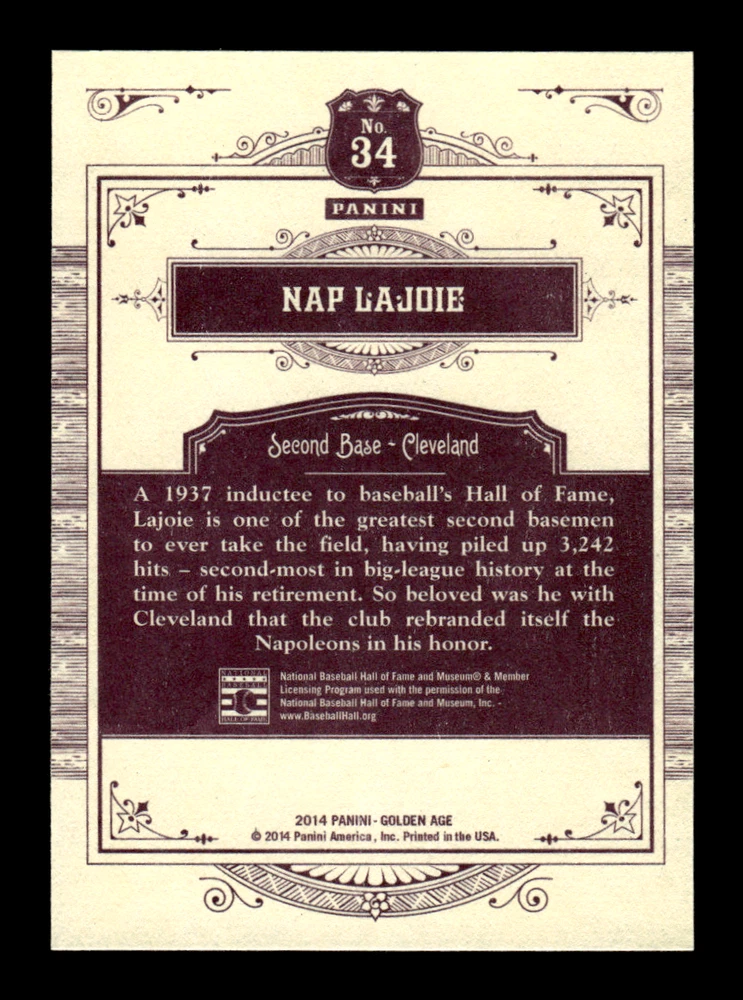 No.
34
PANINI
NAP LAJOIE
Second Base - Cleveland
A 1937 inductee to baseball's Hall of Fame,
Lajoie is one of the greatest second basemen
to ever take the field, having piled up 3,242
hits – second-most in big-league history at the
time of his retirement. So beloved was he with
Cleveland that the club rebranded itself the
Napoleons in his honor.
NATIONAL
BASEBALL
HALL OF FAME
National Baseball Hall of Fame and Museum® & Member
Licensing Program used with the permission of the
National Baseball Hall of Fame and Museum, Inc. -
www.BaseballHall.org
2014 PANINI - GOLDEN AGE
© 2014 Panini America, Inc. Printed in the USA.